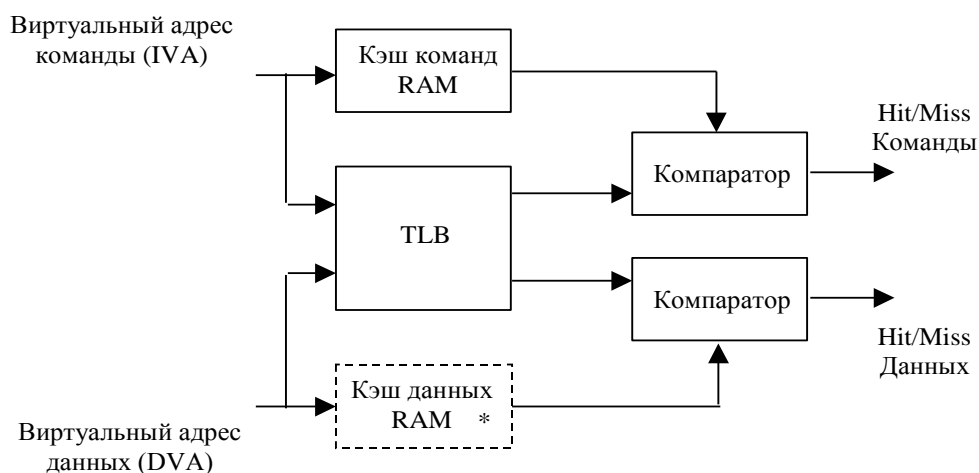 Виртуальный адрес
команды (IVA)
Кэш команд
RAM
Hit/Miss
Команды
Компаратор
TLB
Компаратор
Hit/Miss
Данных
Кэш данных
RAM *
Виртуальный адрес
данных (DVA)